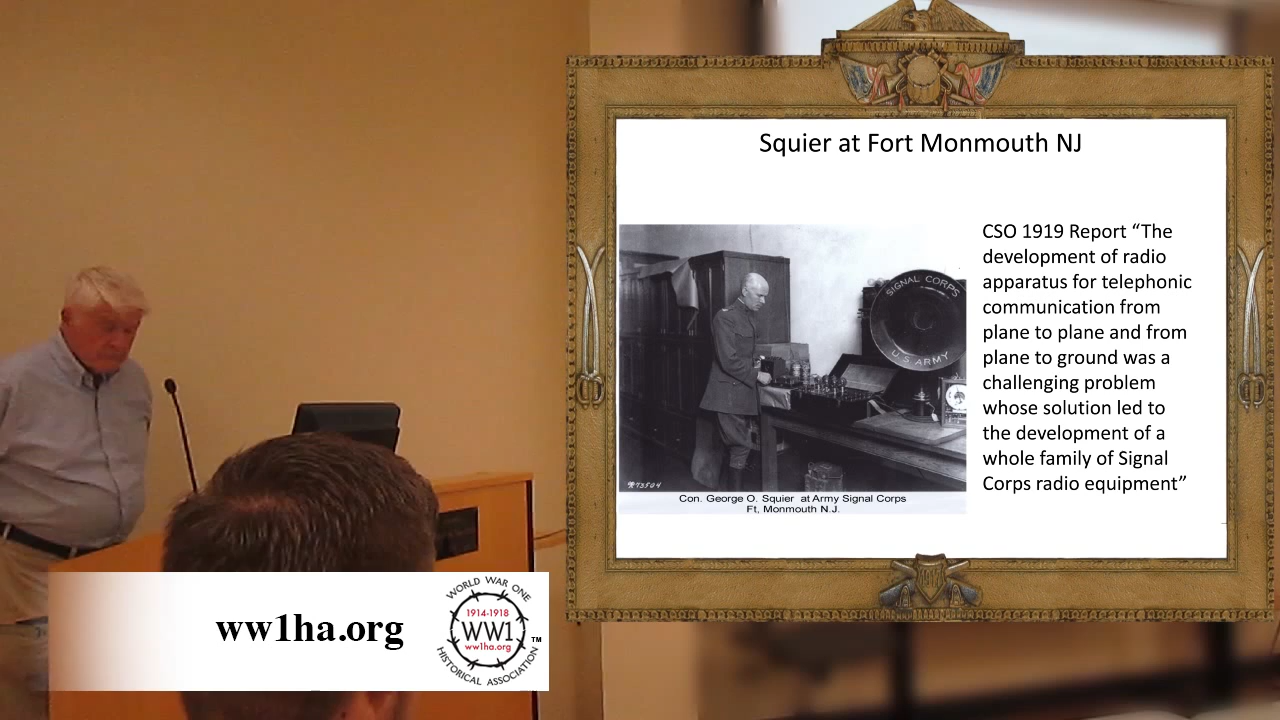 Squier at Fort Monmouth NJ
CSO 1919 Report “The
development of radio
apparatus for telephonic
communication from
plane to plane and from
plane to ground was a
challenging problem
whose solution led to
the development of a
whole family of Signal
Corps radio equipment”
SIGNAL CORPS
U.S. ARMY
Con. George O. Squier at Army Signal Corps
Ft, Monmouth N.J.
ww1ha.org
WORLD WAR ONE
1914-1918
WW1
ww1ha.org
HISTORICAL ASSOCIATION
TM